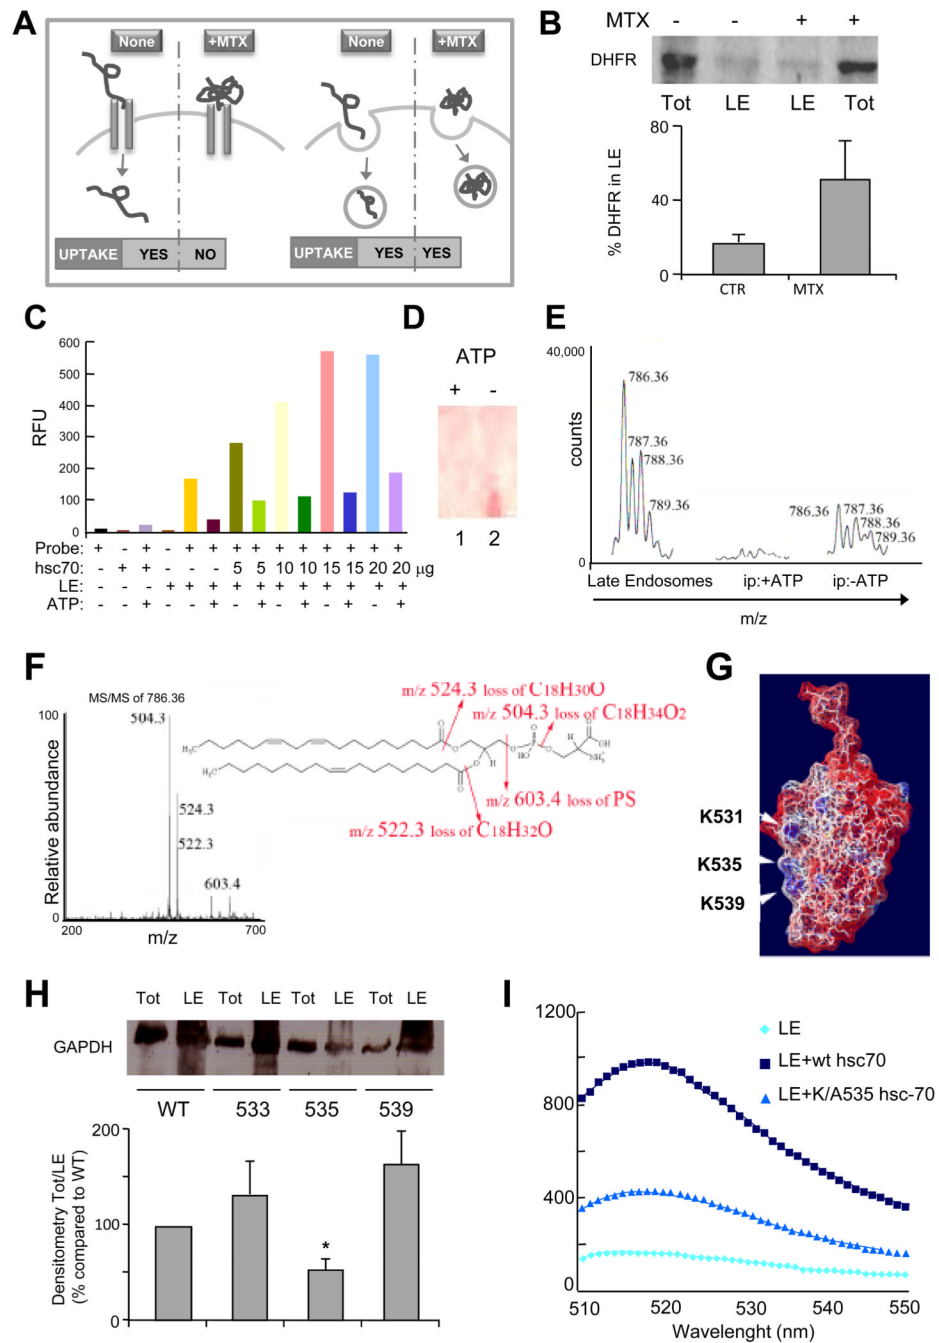 A
None +MTX None +MTX
UPTAKE YES NO UPTAKE YES YES
B
MTX - - + +
DHFR
Tot LE LE Tot
80
40
0
% DHFR in LE
CTR MTX
C
600
500
400
300
200
100
0
RFU
Probe: + - + - + + + + + + + + + +
hsc70: - + + - - - 5 5 10 10 15 15 20 20 μg
LE: - - - + + + + + + + + + + +
ATP: - - + - - + - + - + - + - +
D
ATP
+ -
1 2
E
40,000
counts
0
786.36
787.36
788.36
789.36
786.36 787.36
788.36
789.36
Late Endosomes ip:+ATP ip:-ATP
m/z
F
MS/MS of 786.36
100
Relative abundance
0
504.3
524.3
522.3
603.4
200 700
m/z
m/z 524.3 loss of C18H30O
m/z 504.3 loss of C18H34O2
H3C
H3C
O
O
O
O
H
O
P
HO
O
O
OH
H
NH3+
m/z 603.4 loss of PS
m/z 522.3 loss of C18H32O
G
K531
K535
K539
H
Tot LE Tot LE Tot LE Tot LE
GAPDH
WT 533 535 539
200
100
0
Densitometry Tot/LE
(% compared to WT)
*
I
1200
800
400
0
LE
LE+wt hsc70
LE+K/A535 hsc-70
510 520 530 540 550
Wavelenght (nm)